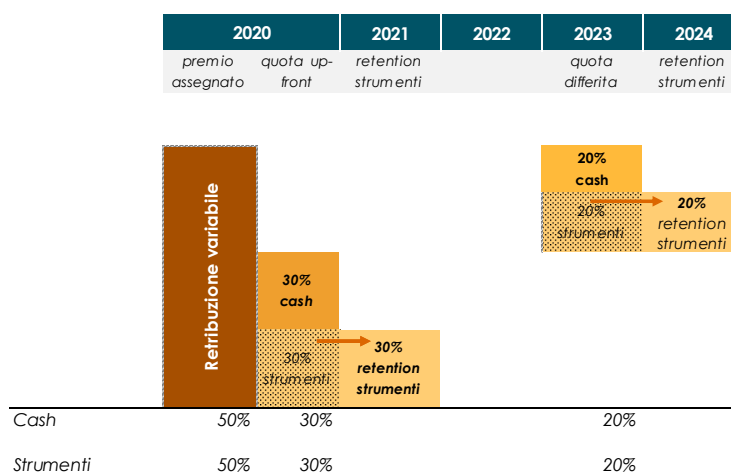 2020 2021 2022 2023 2024
premio quota up- retention quota retention
assegnato front strumenti differita strumenti
Retribuzione variabile
20%
cash
20%
strumenti
20%
retention
strumenti
30%
cash
30%
strumenti
30%
retention
strumenti
Cash 50% 30% 20%
Strumenti 50% 30% 20%